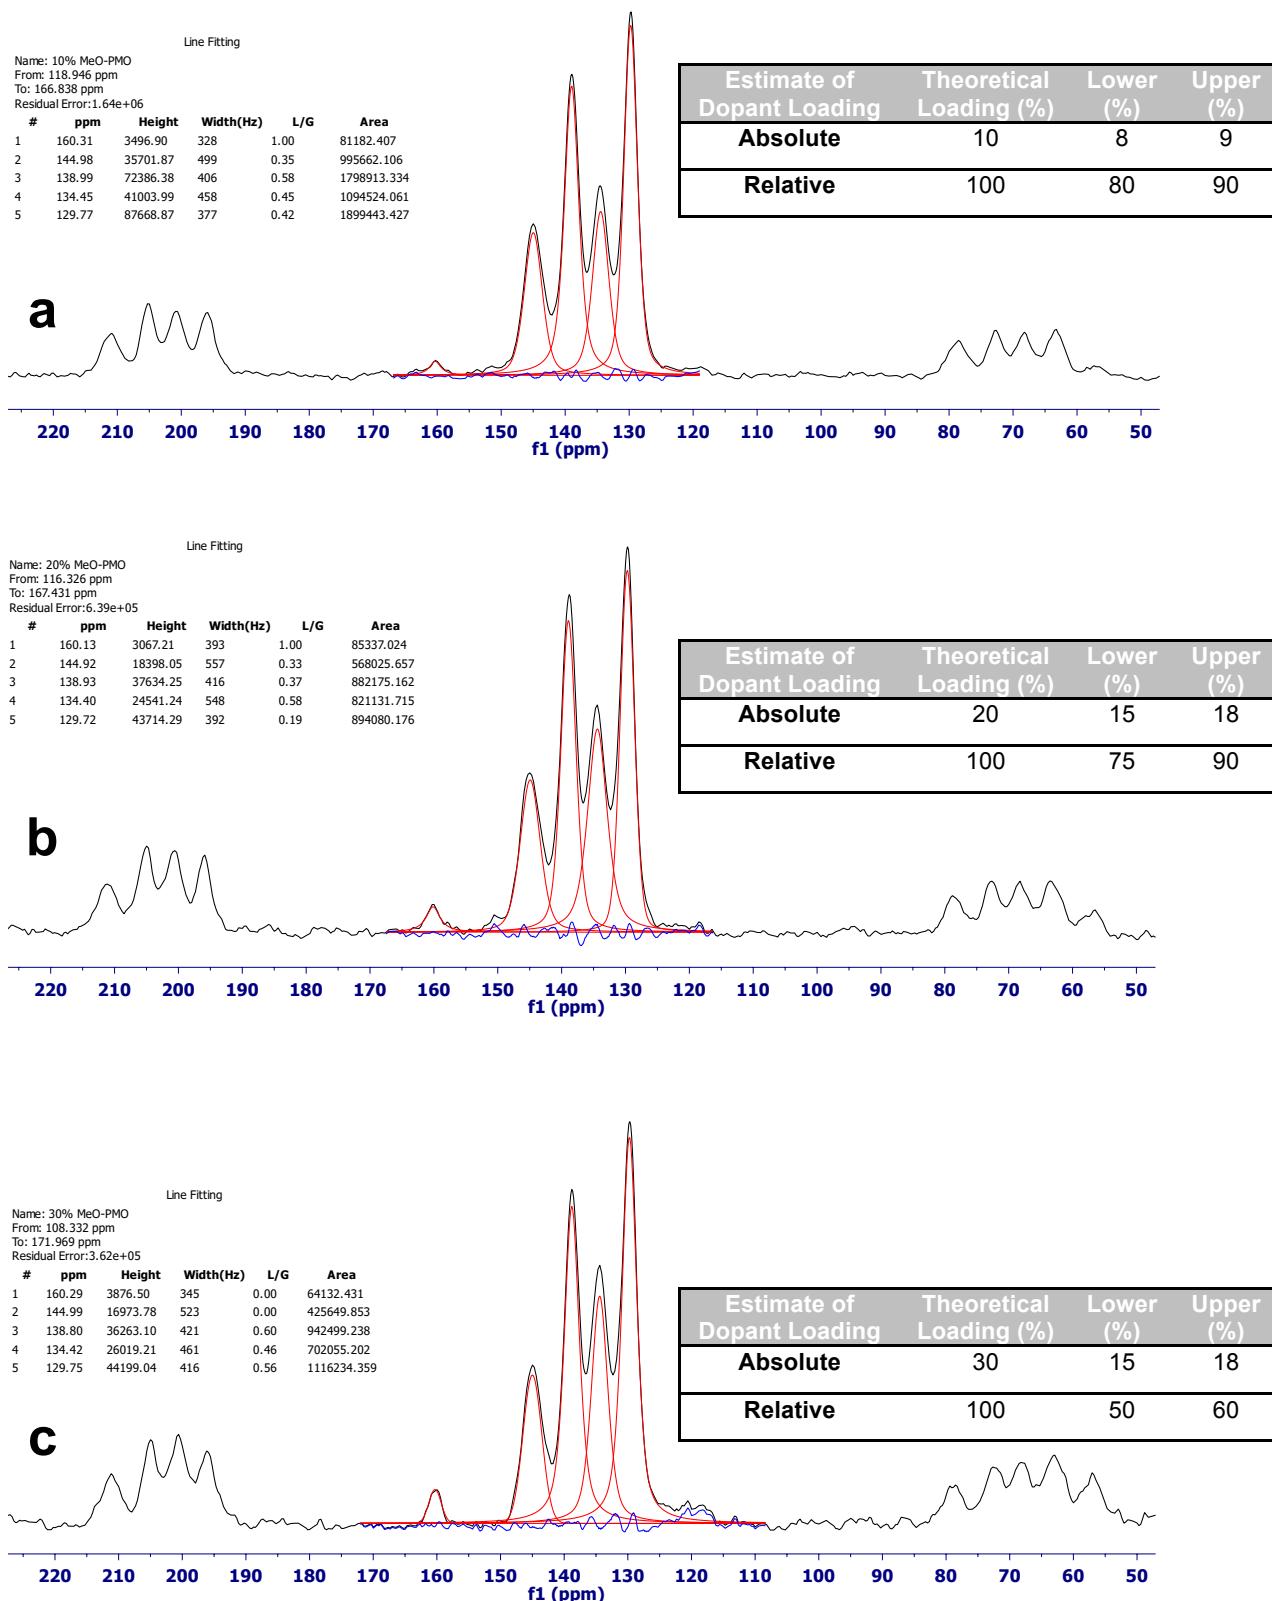 Line Fitting
Name: 10% MeO-PMO
From: 118.946 ppm
To: 166.838 ppm
Residual Error:1.64e+06
# ppm Height Width(Hz) L/G Area
1 160.31 3496.90 328 1.00 81182.407
2 144.98 35701.87 499 0.35 995662.106
3 138.99 72386.38 406 0.58 1798913.334
4 134.45 41003.99 458 0.45 1094524.061
5 129.77 87668.87 377 0.42 1899443.427
Estimate of Theoretical Lower Upper
Dopant Loading Loading (%) (%) (%)
Absolute 10 8 9
Relative 100 80 90
a
220 210 200 190 180 170 160 150 140 130 120 110 100 90 80 70 60 50
f1 (ppm)
Line Fitting
Name: 20% MeO-PMO
From: 116.326 ppm
To: 167.431 ppm
Residual Error:6.39e+05
# ppm Height Width(Hz) L/G Area
1 160.13 3067.21 393 1.00 85337.024
2 144.92 18398.05 557 0.33 568025.657
3 138.93 37634.25 416 0.37 882175.162
4 134.40 24541.24 548 0.58 821131.715
5 129.72 43714.29 392 0.19 894080.176
Estimate of Theoretical Lower Upper
Dopant Loading Loading (%) (%) (%)
Absolute 20 15 18
Relative 100 75 90
b
220 210 200 190 180 170 160 150 140 130 120 110 100 90 80 70 60 50
f1 (ppm)
Line Fitting
Name: 30% MeO-PMO
From: 108.332 ppm
To: 171.969 ppm
Residual Error:3.62e+05
# ppm Height Width(Hz) L/G Area
1 160.29 3876.50 345 0.00 64132.431
2 144.99 16973.78 523 0.00 425649.853
3 138.80 36263.10 421 0.60 942499.238
4 134.42 26019.21 461 0.46 702055.202
5 129.75 44199.04 416 0.56 1116234.359
Estimate of Theoretical Lower Upper
Dopant Loading Loading (%) (%) (%)
Absolute 30 15 18
Relative 100 50 60
c
220 210 200 190 180 170 160 150 140 130 120 110 100 90 80 70 60 50
f1 (ppm)